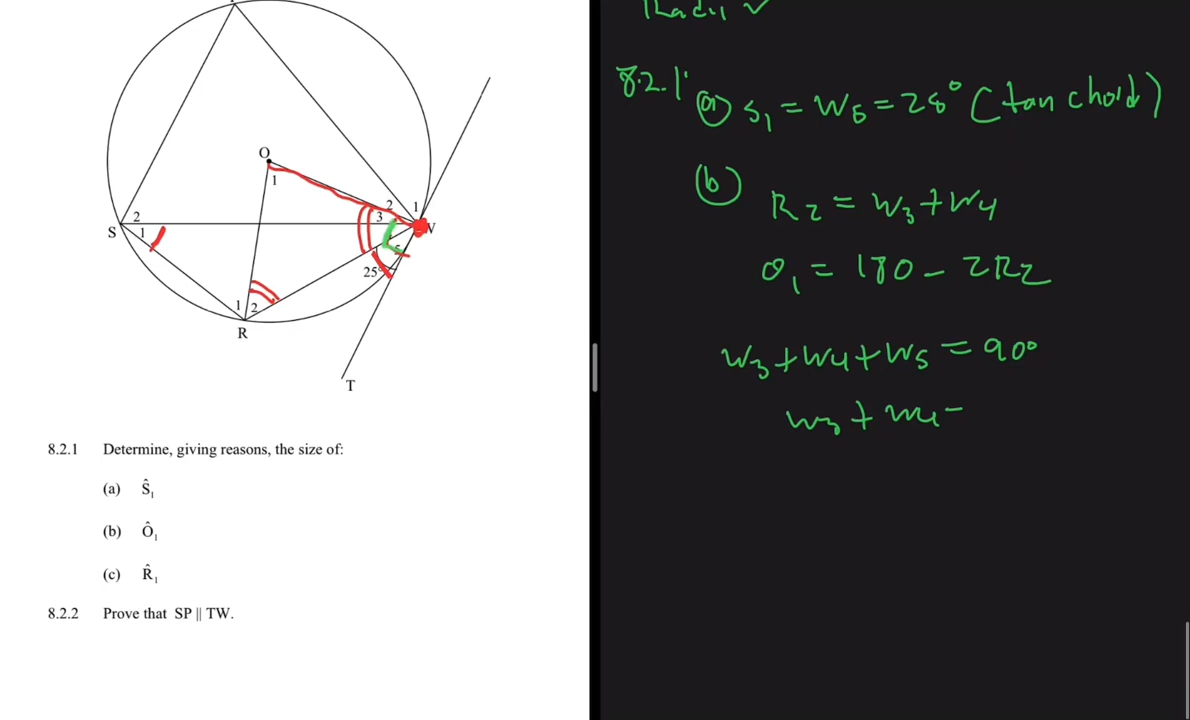 8.2.1 (a) S₁ = W₅ = 25° (tan chord)
(b) R₂ = W₃ + W₄
O₁ = 180 - 2R₂
W₃ + W₄ + W₅ = 90°
W₃ + W₄ =
O
1
2
1
3
2
S
1
W
25°
1 2
R
T
8.2.1 Determine, giving reasons, the size of:
(a) Ŝ₁
(b) Ô₁
(c) R̂₁
8.2.2 Prove that SP || TW.